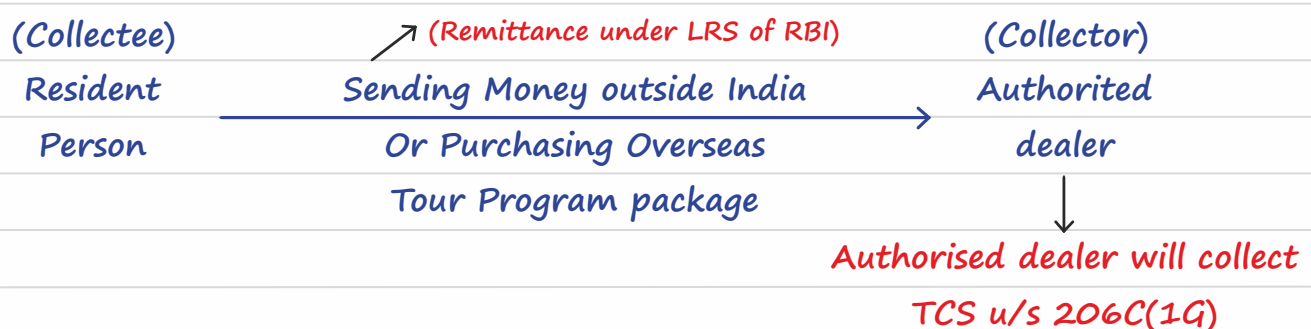 (Collectee) (Remittance under LRS of RBI) (Collector)
Resident Sending Money outside India Authorited
Person Or Purchasing Overseas dealer
Tour Program package
Authorised dealer will collect
TCS u/s 206C(1G)